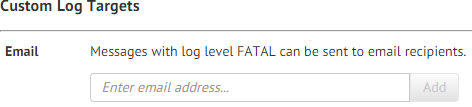 Custom Log Targets
Email Messages with log level FATAL can be sent to email recipients.
Enter email address... Add